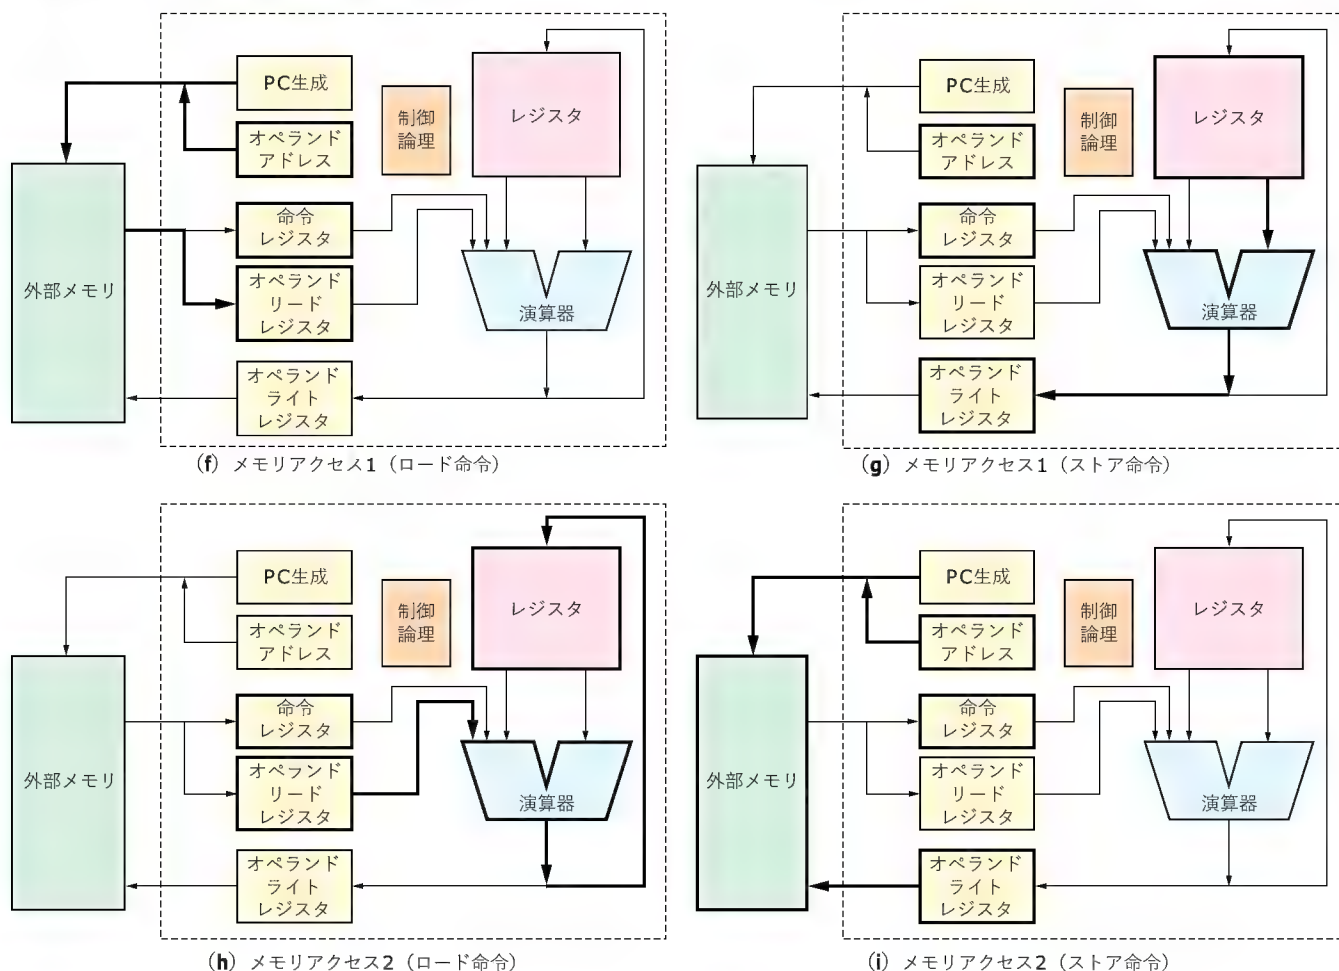 PC生成
オペランド
アドレス
制御
論理
レジスタ
外部メモリ
命令
レジスタ
オペランド
リード
レジスタ
演算器
オペランド
ライト
レジスタ
(f) メモリアクセス1 (ロード命令)
PC生成
オペランド
アドレス
制御
論理
レジスタ
外部メモリ
命令
レジスタ
オペランド
リード
レジスタ
演算器
オペランド
ライト
レジスタ
(g) メモリアクセス1 (ストア命令)
PC生成
オペランド
アドレス
制御
論理
レジスタ
外部メモリ
命令
レジスタ
オペランド
リード
レジスタ
演算器
オペランド
ライト
レジスタ
(h) メモリアクセス2 (ロード命令)
PC生成
オペランド
アドレス
制御
論理
レジスタ
外部メモリ
命令
レジスタ
オペランド
リード
レジスタ
演算器
オペランド
ライト
レジスタ
(i) メモリアクセス2 (ストア命令)